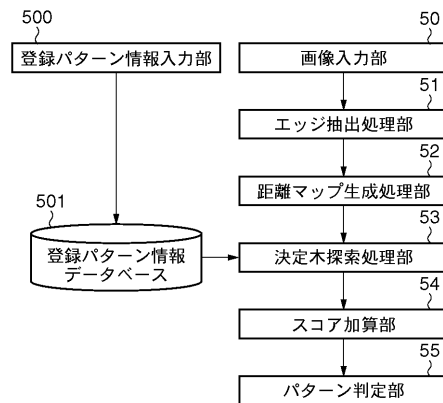 500
登録パターン情報入力部
501
登録パターン情報
データベース
50
画像入力部
51
エッジ抽出処理部
52
距離マップ生成処理部
53
決定木探索処理部
54
スコア加算部
55
パターン判定部